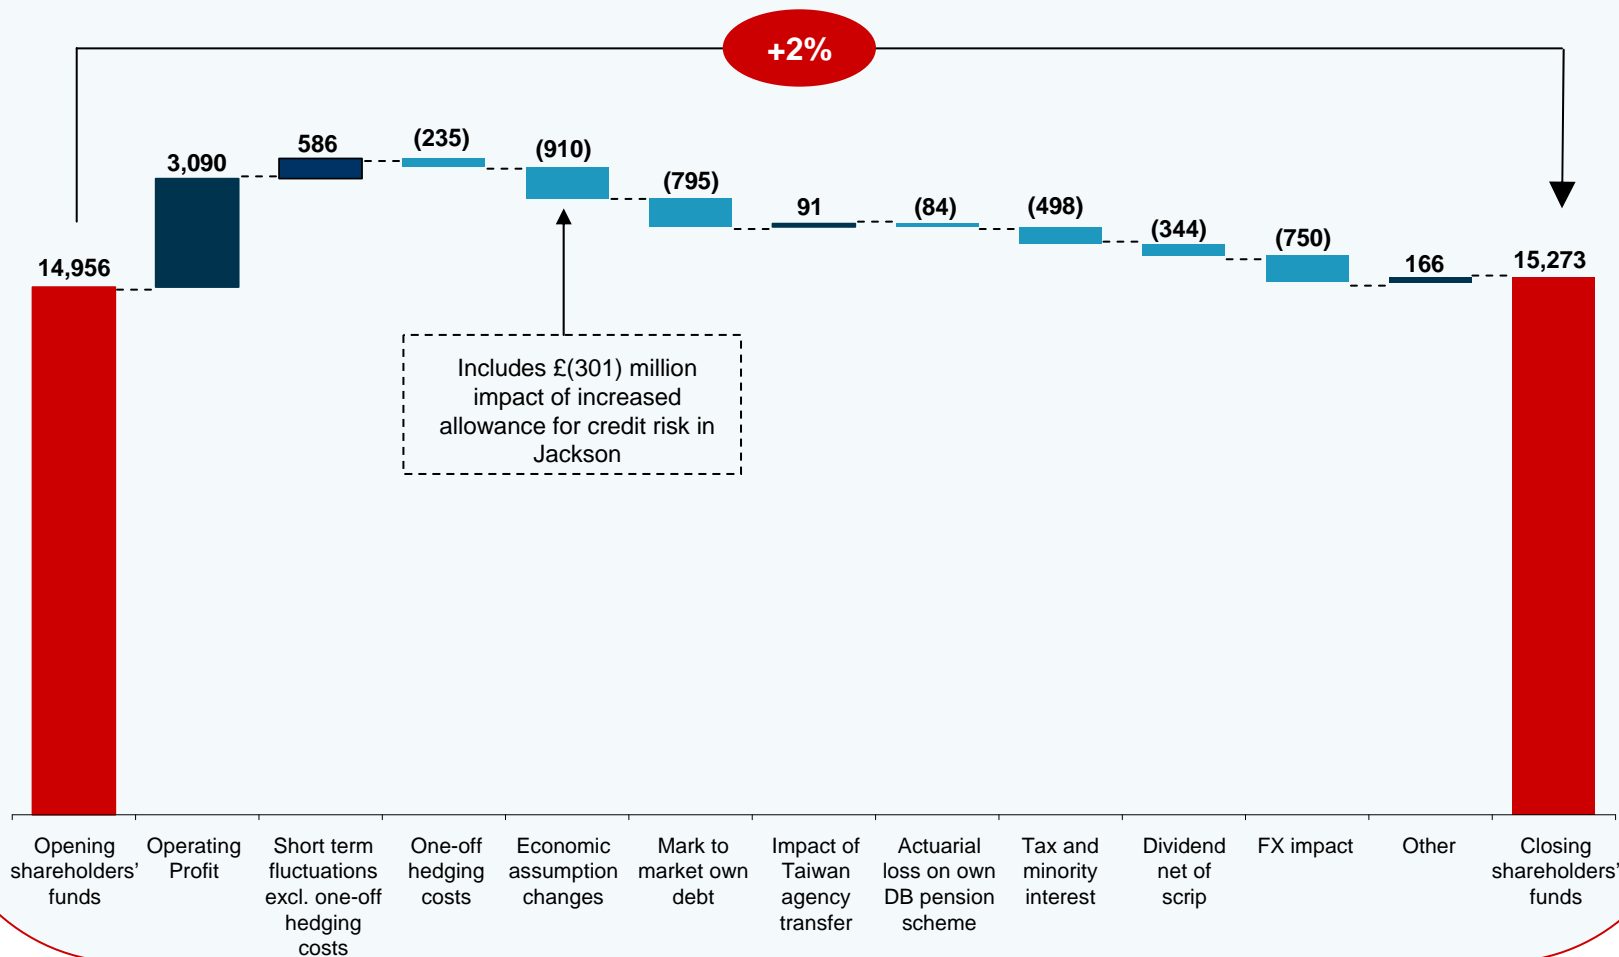 +2%
14,956
3,090
586
(235)
(910)
(795)
91
(84)
(498)
(344)
(750)
166
15,273
Includes £(301) million
impact of increased
allowance for credit risk in
Jackson
Opening
shareholders’
funds
Operating
Profit
Short term
fluctuations
excl. one-off
hedging
costs
One-off
hedging
costs
Economic
assumption
changes
Mark to
market own
debt
Impact of
Taiwan
agency
transfer
Actuarial
loss on own
DB pension
scheme
Tax and
minority
interest
Dividend
net of
scrip
FX impact
Other
Closing
shareholders’
funds